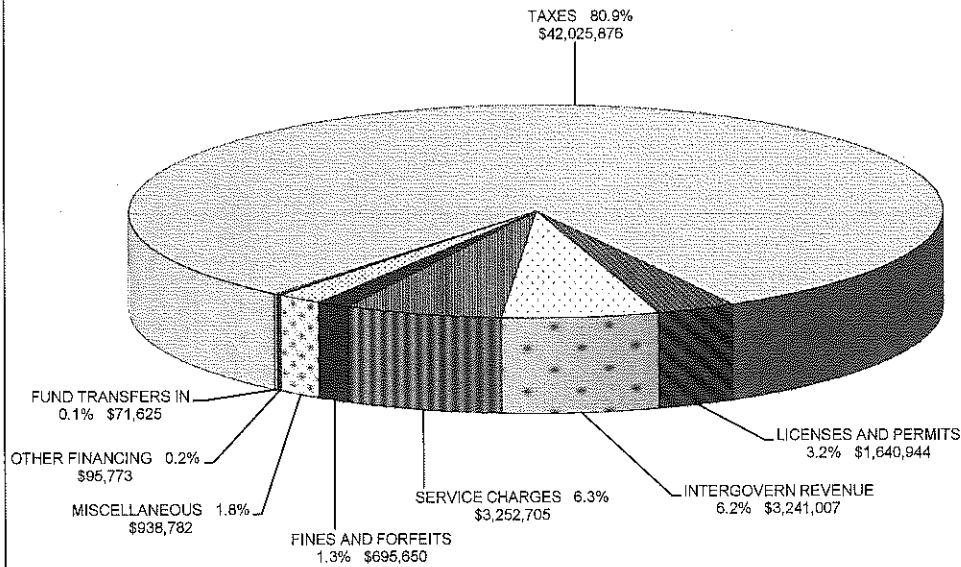 TAXES 80.9%
$42,025,876
FUND TRANSFERS IN
0.1% $71,625
OTHER FINANCING 0.2%
$95,773
MISCELLANEOUS 1.8%
$938,782
FINES AND FORFEITS
1.3% $695,650
SERVICE CHARGES 6.3%
$3,252,705
INTERGOVERN REVENUE
6.2% $3,241,007
LICENSES AND PERMITS
3.2% $1,640,944